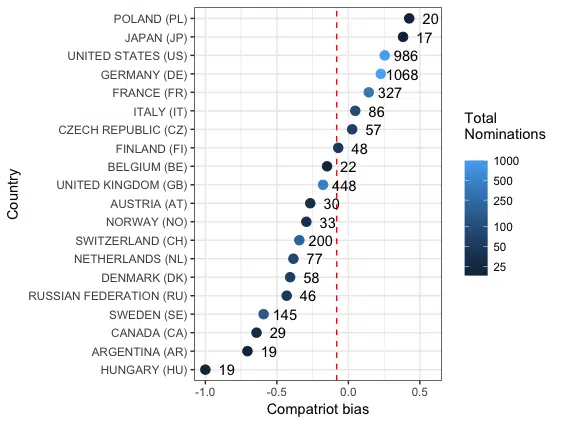 POLAND (PL) 20
JAPAN (JP) 17
UNITED STATES (US) 986
GERMANY (DE) 1068
FRANCE (FR) 327
ITALY (IT) 86
CZECH REPUBLIC (CZ) 57
FINLAND (FI) 48
BELGIUM (BE) 22
UNITED KINGDOM (GB) 448
AUSTRIA (AT) 30
NORWAY (NO) 33
SWITZERLAND (CH) 200
NETHERLANDS (NL) 77
DENMARK (DK) 58
RUSSIAN FEDERATION (RU) 46
SWEDEN (SE) 145
CANADA (CA) 29
ARGENTINA (AR) 19
HUNGARY (HU) 19
-1.0 -0.5 0.0 0.5
Compatriot bias
Country
Total
Nominations
1000
500
250
100
50
25